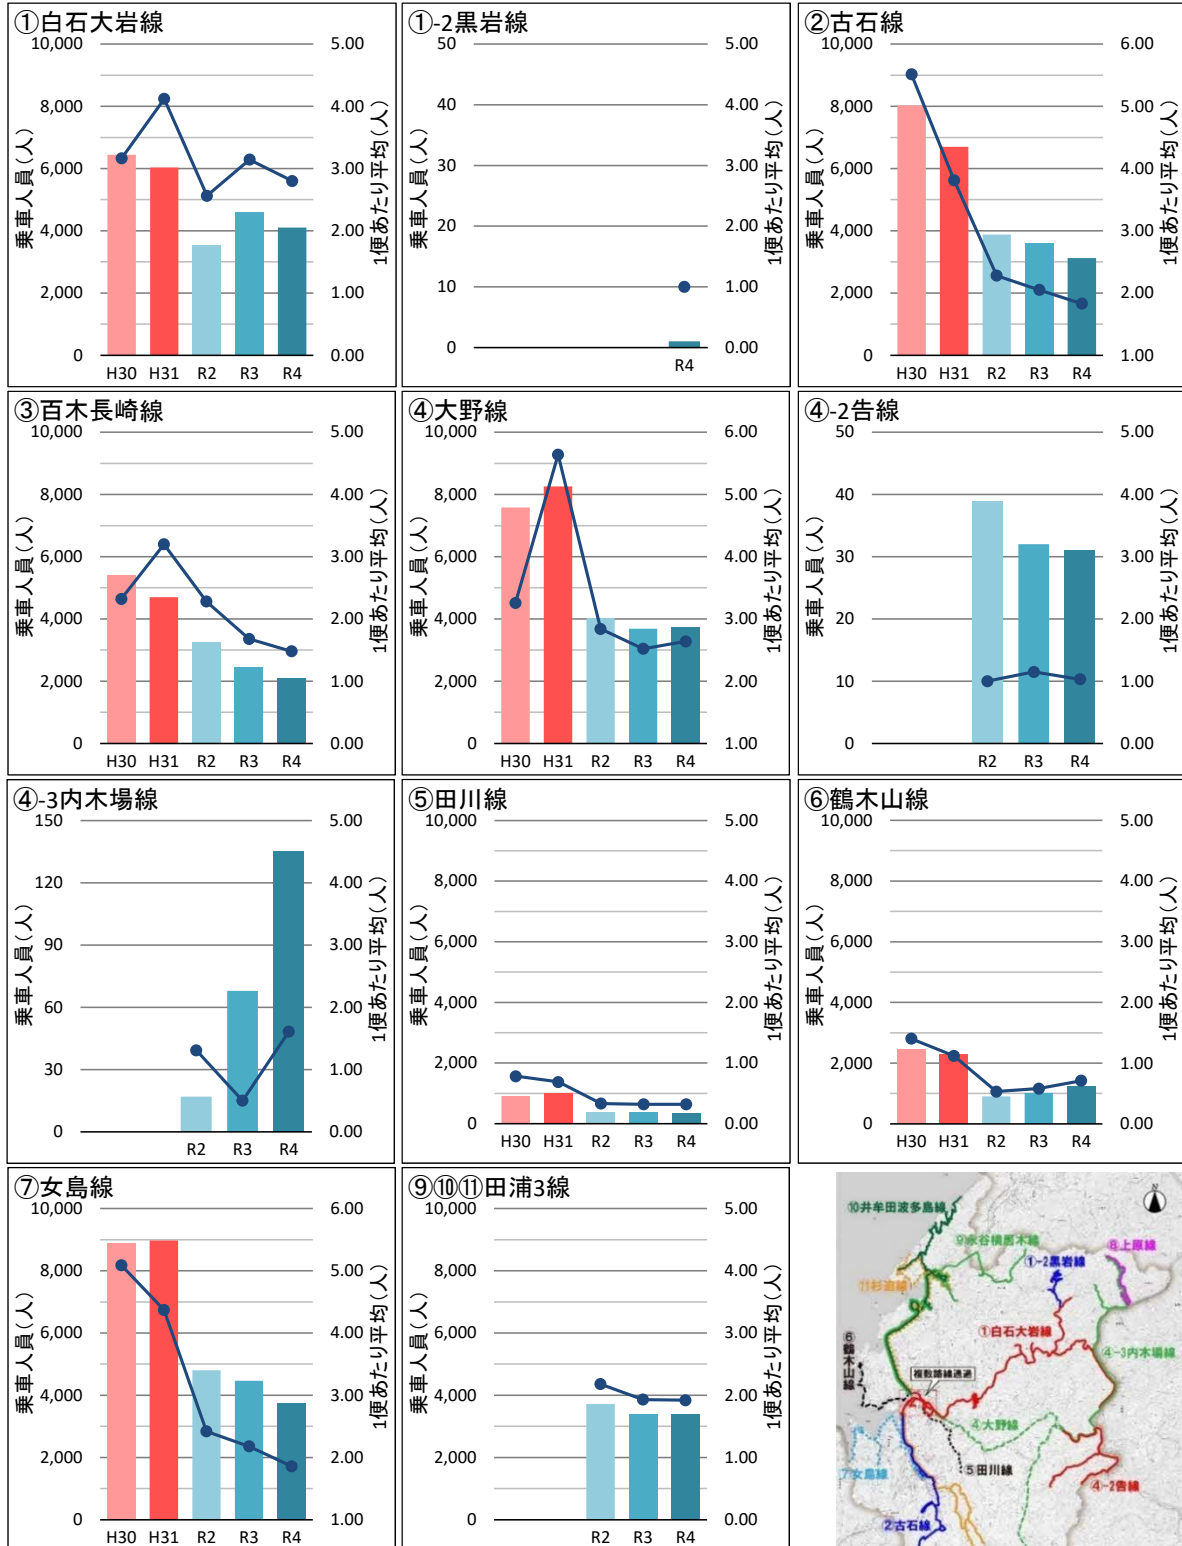 ①白石大岩線
10,000
8,000
6,000
4,000
2,000
0
乗車人員(人)
5.00
4.00
3.00
2.00
1.00
0.00
1便あたり平均(人)
H30 H31 R2 R3 R4
①-2黒岩線
50
40
30
20
10
0
乗車人員(人)
5.00
4.00
3.00
2.00
1.00
0.00
1便あたり平均(人)
R4
②古石線
10,000
8,000
6,000
4,000
2,000
0
乗車人員(人)
6.00
5.00
4.00
3.00
2.00
1.00
1便あたり平均(人)
H30 H31 R2 R3 R4
③百木長崎線
10,000
8,000
6,000
4,000
2,000
0
乗車人員(人)
5.00
4.00
3.00
2.00
1.00
0.00
1便あたり平均(人)
H30 H31 R2 R3 R4
④大野線
10,000
8,000
6,000
4,000
2,000
0
乗車人員(人)
6.00
5.00
4.00
3.00
2.00
1.00
1便あたり平均(人)
H30 H31 R2 R3 R4
④-2告線
50
40
30
20
10
0
乗車人員(人)
5.00
4.00
3.00
2.00
1.00
0.00
1便あたり平均(人)
R2 R3 R4
④-3内木場線
150
120
90
60
30
0
乗車人員(人)
5.00
4.00
3.00
2.00
1.00
0.00
1便あたり平均(人)
R2 R3 R4
⑤田川線
10,000
8,000
6,000
4,000
2,000
0
乗車人員(人)
5.00
4.00
3.00
2.00
1.00
0.00
1便あたり平均(人)
H30 H31 R2 R3 R4
⑥鶴木山線
10,000
8,000
6,000
4,000
2,000
0
乗車人員(人)
5.00
4.00
3.00
2.00
1.00
0.00
1便あたり平均(人)
H30 H31 R2 R3 R4
⑦女島線
10,000
8,000
6,000
4,000
2,000
0
乗車人員(人)
6.00
5.00
4.00
3.00
2.00
1.00
1便あたり平均(人)
H30 H31 R2 R3 R4
⑨⑩⑪田浦3線
10,000
8,000
6,000
4,000
2,000
0
乗車人員(人)
5.00
4.00
3.00
2.00
1.00
0.00
1便あたり平均(人)
R2 R3 R4
N
⑩井牟田波多島線
⑨永谷横居木線
⑧上原線
①-2黒岩線
⑪杉迫線
①白石大岩線
⑥鶴木山線
④-3内木場線
複数路線通過
④大野線
⑦女島線
⑤田川線
④-2告線
②古石線